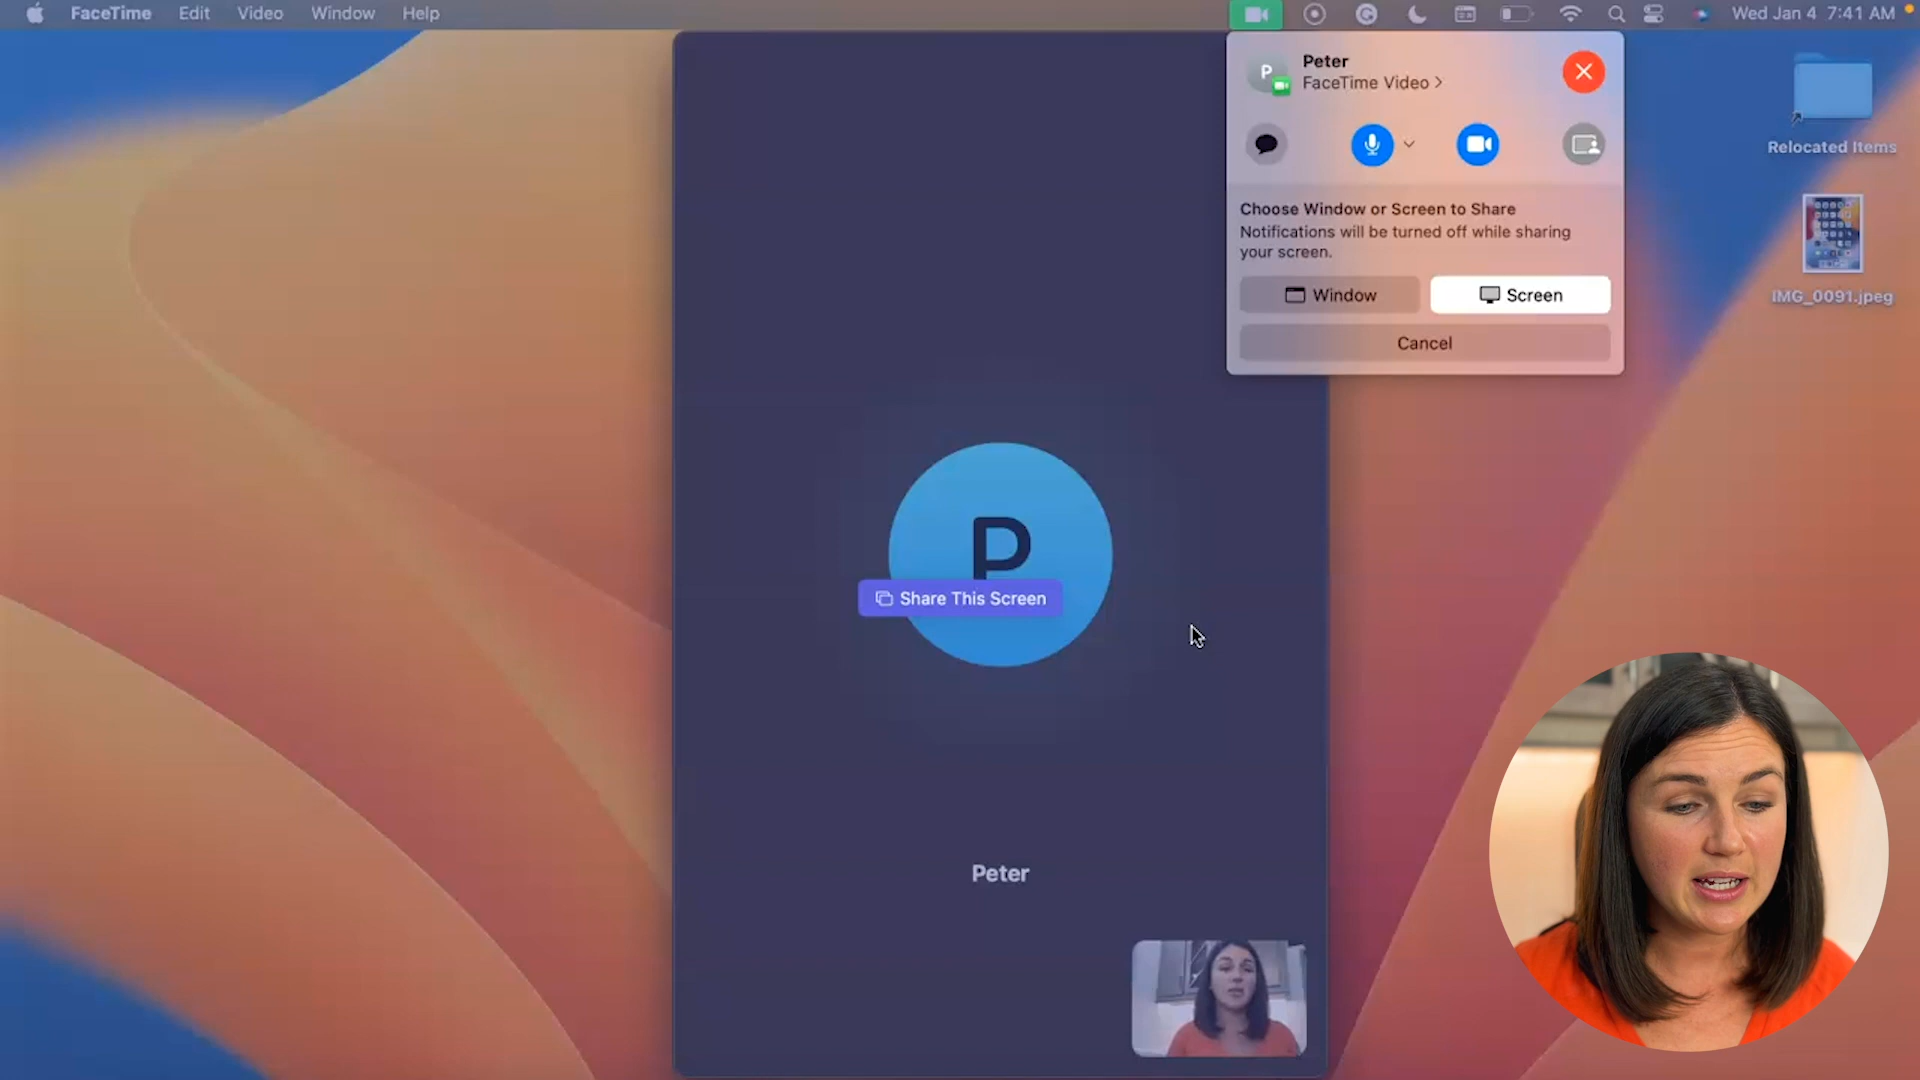 FaceTime Edit Video Window Help
Wed Jan 4 7:41 AM
P
Peter
FaceTime Video >
Choose Window or Screen to Share
Notifications will be turned off while sharing
your screen.
Window
Screen
Cancel
Relocated Items
IMG_0091.jpeg
P
Share This Screen
Peter